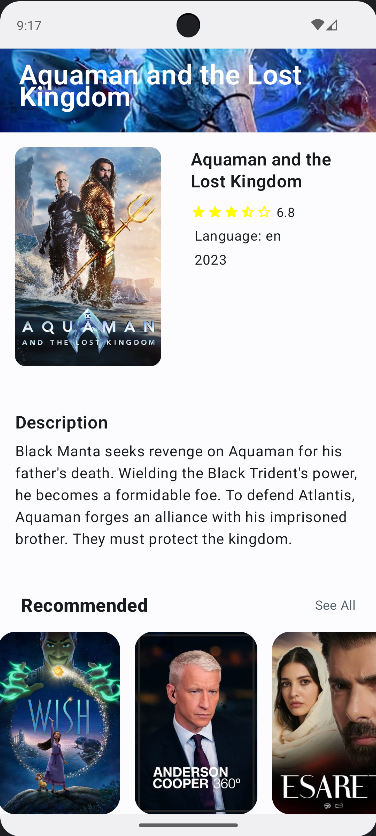 9:17
Aquaman and the Lost
Kingdom
Aquaman and the
Lost Kingdom
6.8
Language: en
2023
AQUAMAN
AND THE LOST KINGDOM
Description
Black Manta seeks revenge on Aquaman for his
father's death. Wielding the Black Trident's power,
he becomes a formidable foe. To defend Atlantis,
Aquaman forges an alliance with his imprisoned
brother. They must protect the kingdom.
Recommended
See All
WISH
ANDERSON
COOPER 360°
ESARET